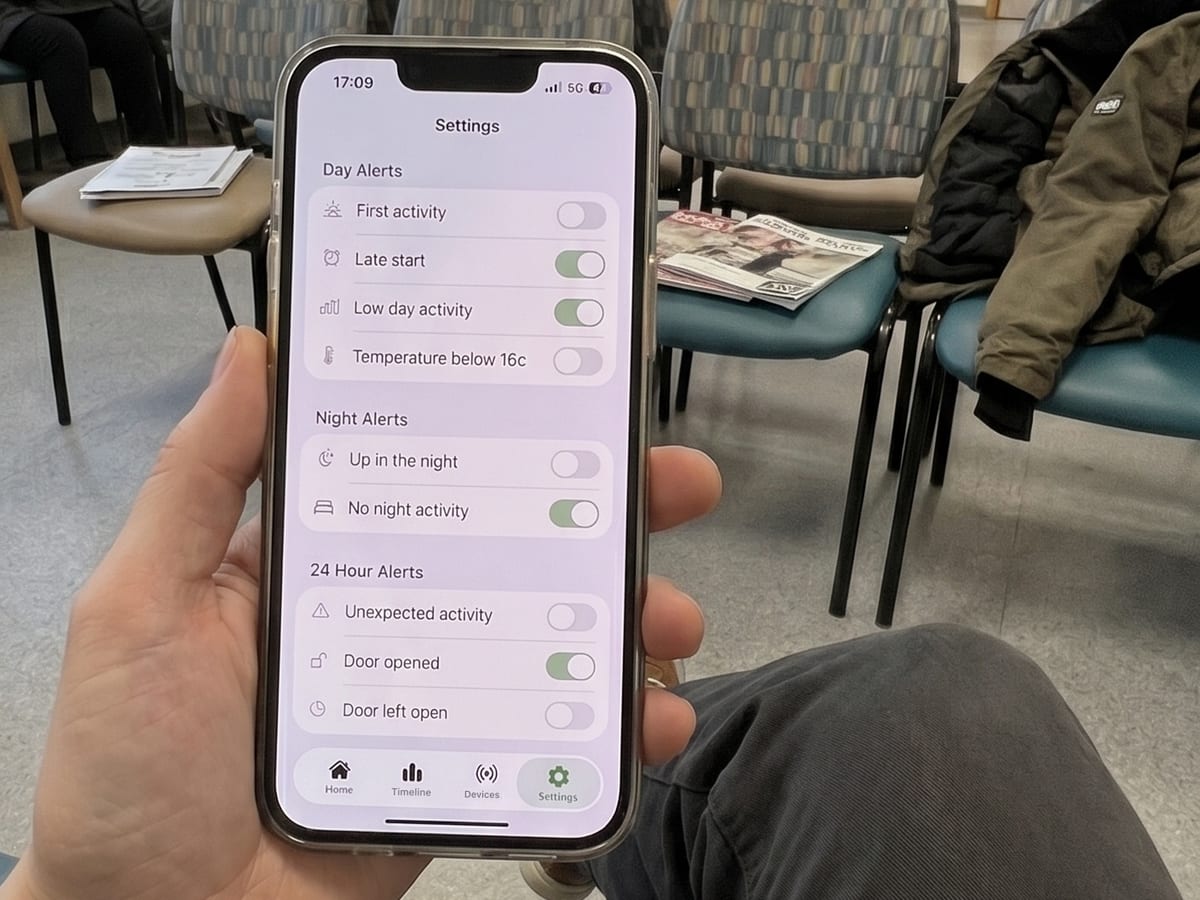 17:09
5G
Settings
Day Alerts
First activity
Late start
Low day activity
Temperature below 16c
Night Alerts
Up in the night
No night activity
24 Hour Alerts
Unexpected activity
Door opened
Door left open
Home
Timeline
Devices
Settings